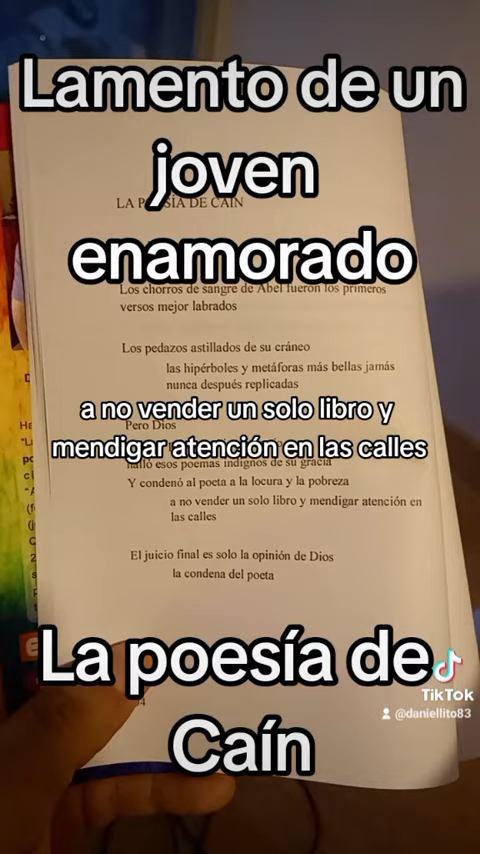 Lamento de un
joven
enamorado
LA POESÍA DE CAÍN
Los chorros de sangre de Abel fueron los primeros
versos mejor labrados
Los pedazos astillados de su cráneo
las hipérboles y metáforas más bellas jamás
nunca después replicadas
a no vender un solo libro y
mendigar atención en las calles
Pero Dios
halló esos poemas indignos de su gracia
Y condenó al poeta a la locura y la pobreza
a no vender un solo libro y mendigar atención en
las calles
El juicio final es solo la opinión de Dios
la condena del poeta
La poesía de
Caín
TikTok
@daniellito83